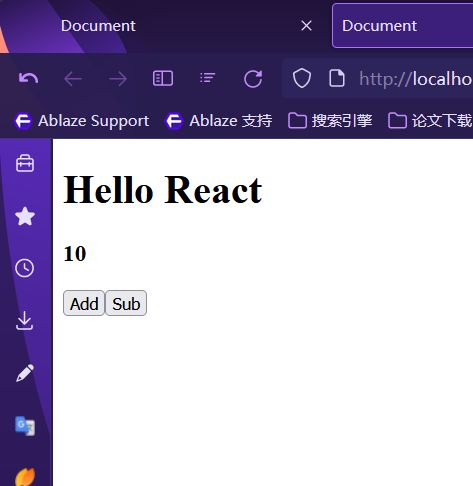 Document
Document
http://localho
Ablaze Support
Ablaze 支持
搜索引擎
论文下载
Hello React
10
Add
Sub